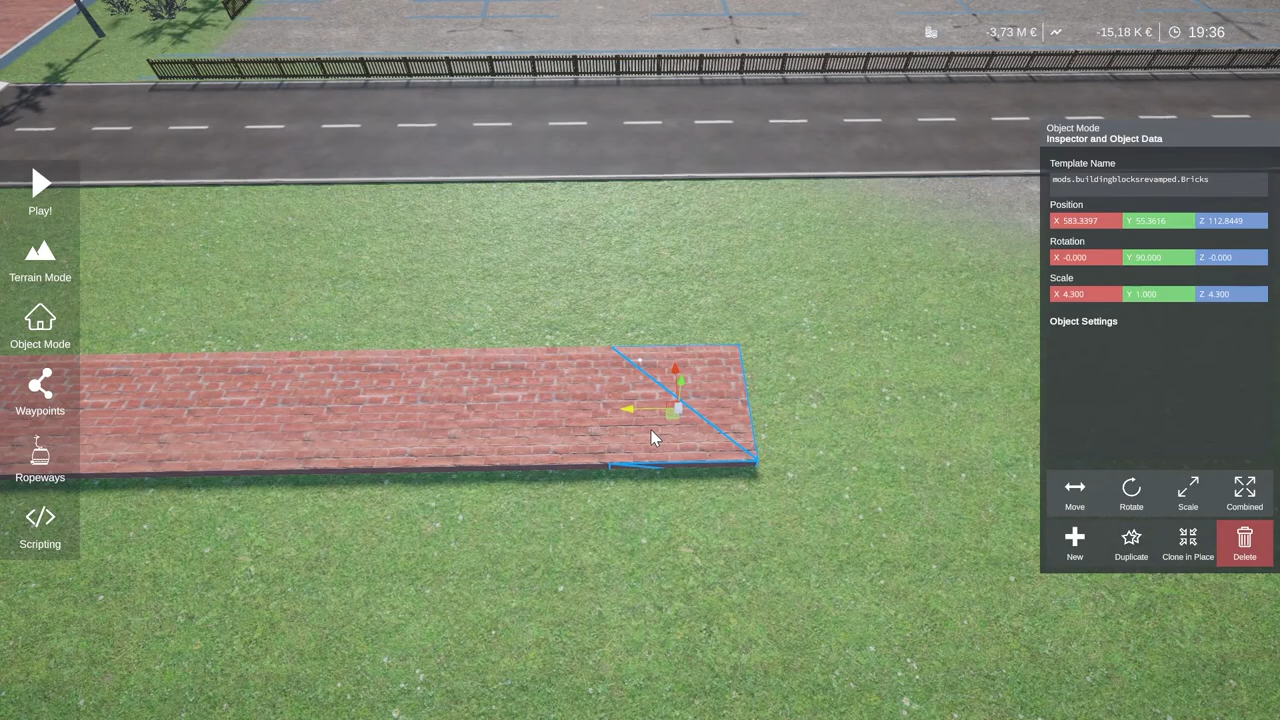 -3,73 M € -15,18 K € 19:36
Object Mode
Inspector and Object Data
Template Name
mods.buildingblocksrevamped.Bricks
Position
X 583.3397 Y 55.3616 Z 112.8449
Rotation
X -0.000 Y 90.000 Z -0.000
Scale
X 4.300 Y 1.000 Z 4.300
Object Settings
Move Rotate Scale Combined
New Duplicate Clone in Place Delete
Play!
Terrain Mode
Object Mode
Waypoints
Ropeways
Scripting